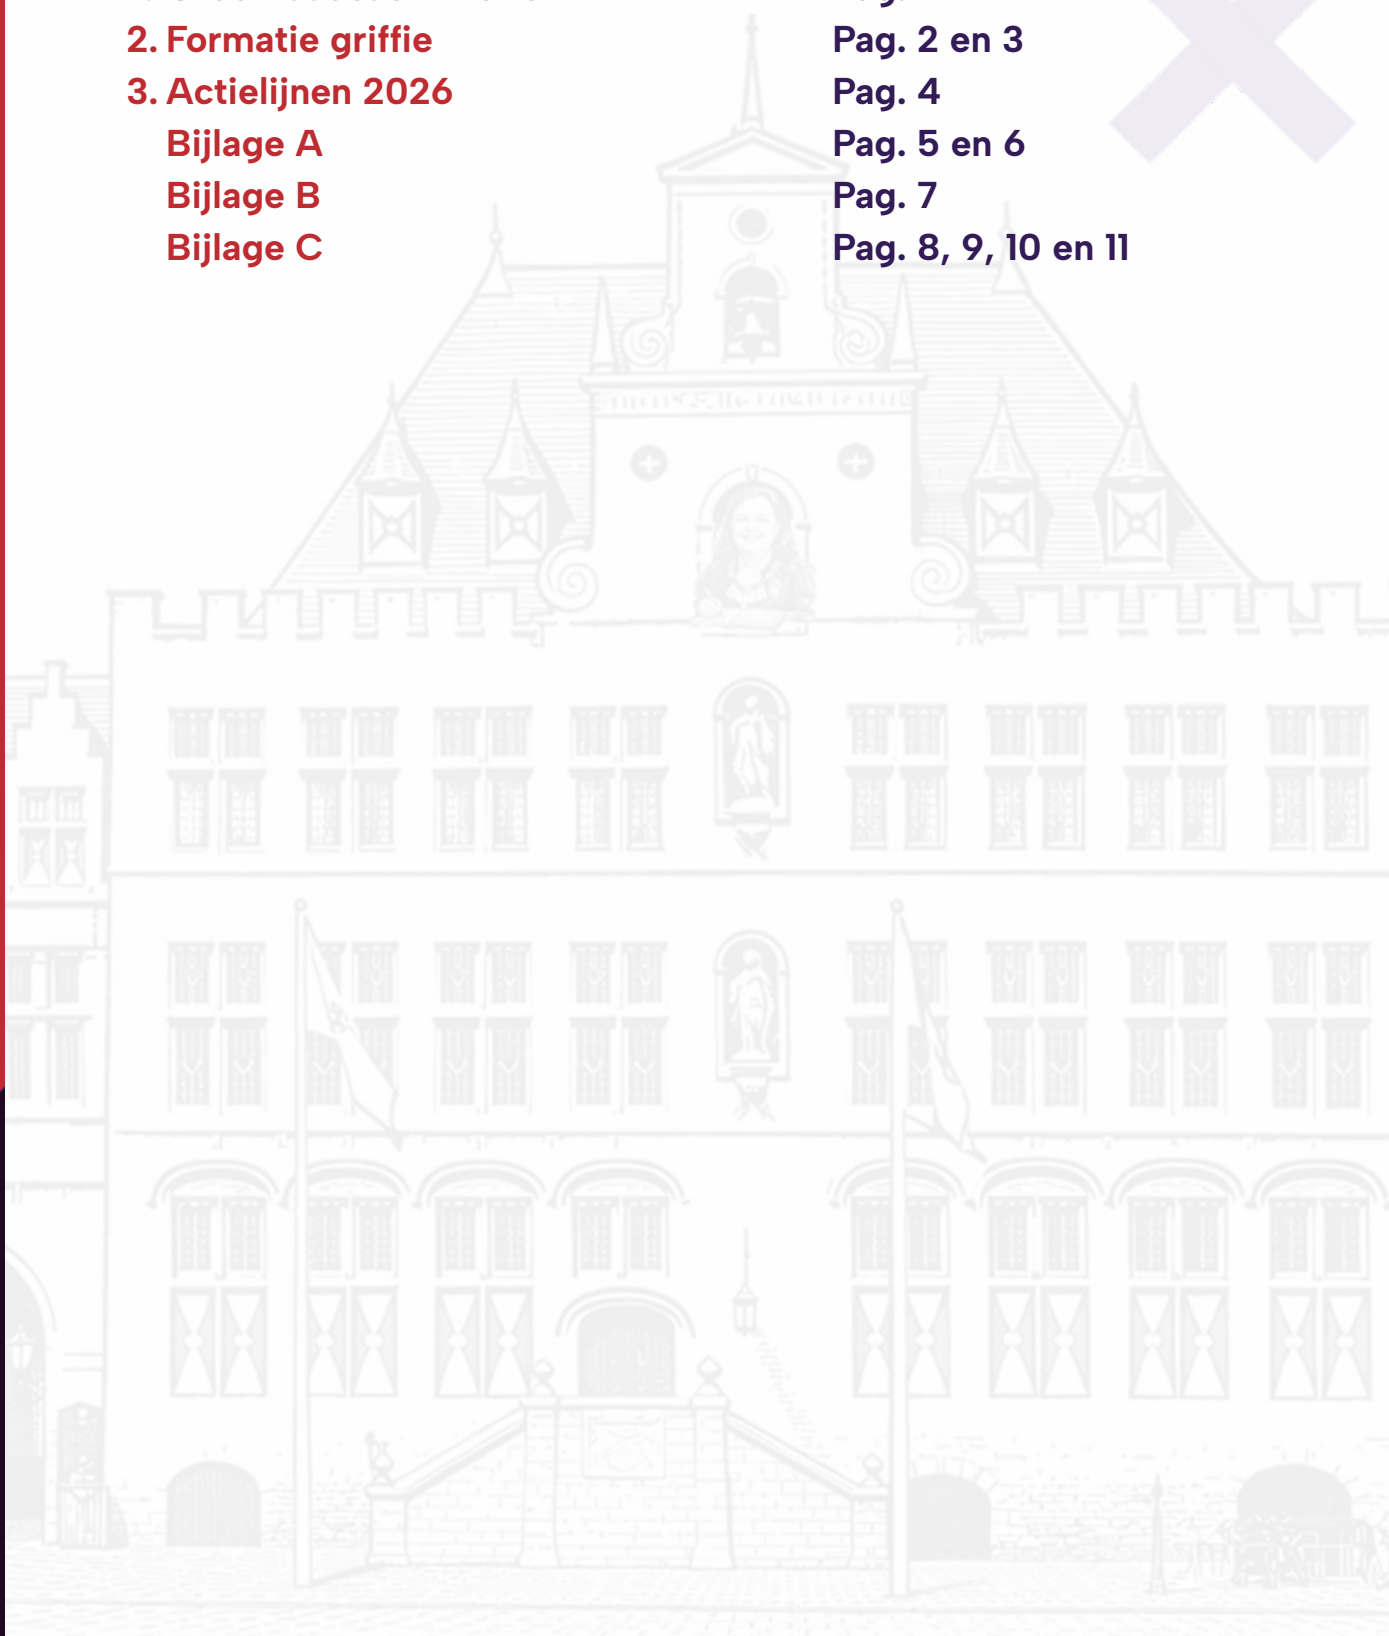 2. Formatie griffie Pag. 2 en 3
3. Actielijnen 2026 Pag. 4
Bijlage A Pag. 5 en 6
Bijlage B Pag. 7
Bijlage C Pag. 8, 9, 10 en 11